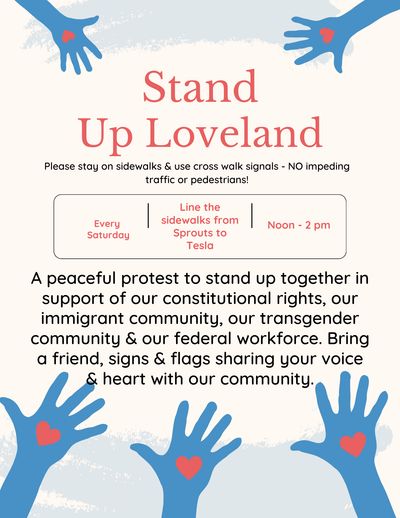 Stand
Up Loveland
Please stay on sidewalks & use cross walk signals - NO impeding
traffic or pedestrians!
Every
Saturday
Line the
sidewalks from
Sprouts to
Tesla
Noon - 2 pm
A peaceful protest to stand up together in
support of our constitutional rights, our
immigrant community, our transgender
community & our federal workforce. Bring
a friend, signs & flags sharing your voice
& heart with our community.